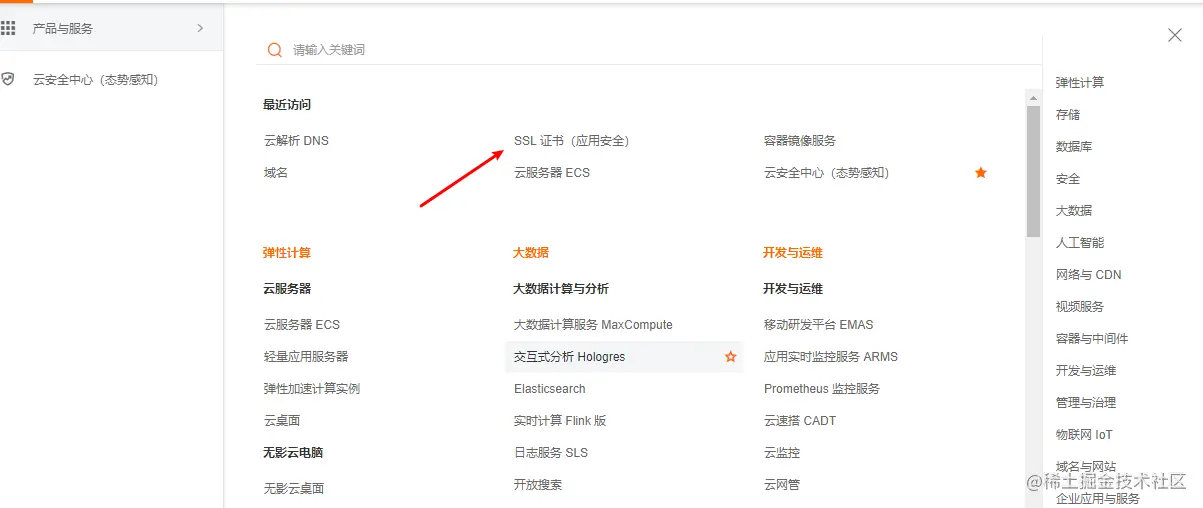 产品与服务
云安全中心（态势感知）
请输入关键词
最近访问
云解析 DNS
SSL 证书（应用安全）
容器镜像服务
域名
云服务器 ECS
云安全中心（态势感知）
弹性计算
大数据
开发与运维
云服务器
大数据计算与分析
开发与运维
云服务器 ECS
大数据计算服务 MaxCompute
移动研发平台 EMAS
轻量应用服务器
交互式分析 Hologres
应用实时监控服务 ARMS
弹性加速计算实例
Elasticsearch
Prometheus 监控服务
云桌面
实时计算 Flink 版
云速搭 CADT
无影云电脑
日志服务 SLS
云监控
无影云桌面
开放搜索
云网管
弹性计算
存储
数据库
安全
大数据
人工智能
网络与 CDN
视频服务
容器与中间件
开发与运维
管理与治理
物联网 IoT
域名与网站
企业应用与服务
@稀土掘金技术社区